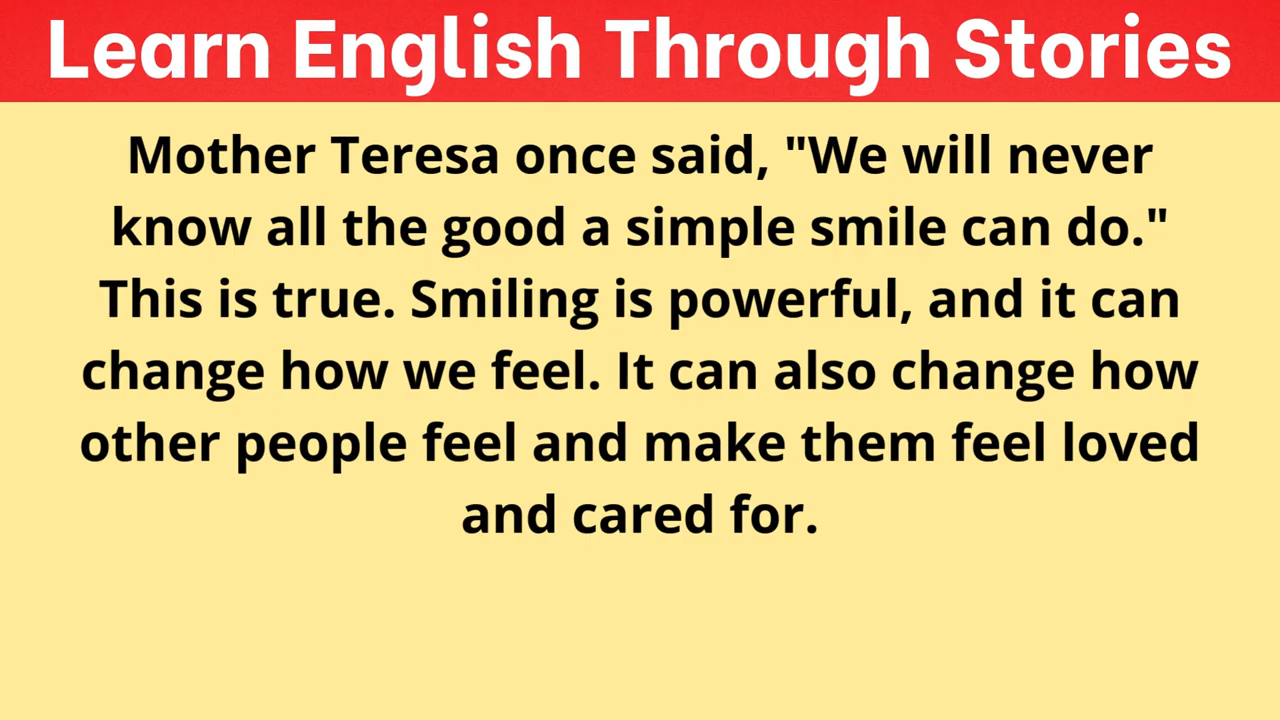 Learn English Through Stories
Mother Teresa once said, "We will never
know all the good a simple smile can do."
This is true. Smiling is powerful, and it can
change how we feel. It can also change how
other people feel and make them feel loved
and cared for.